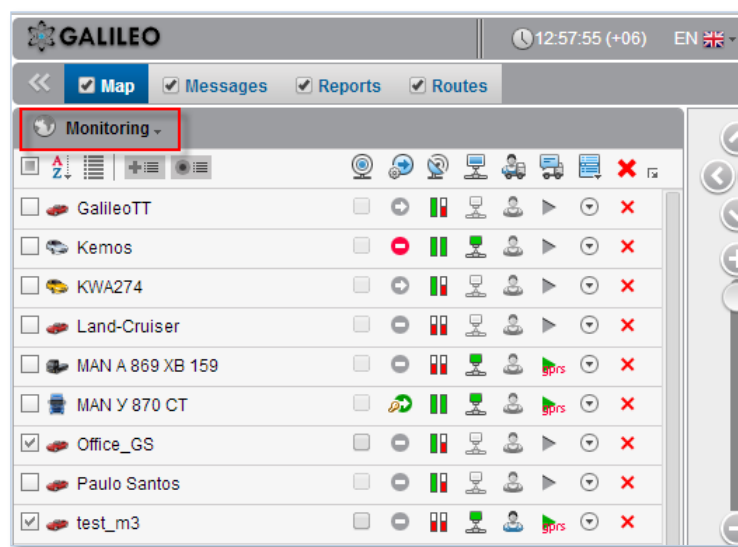 GALILEO
12:57:55 (+06) EN
Map Messages Reports Routes
Monitoring
A
Z
GalileoTT
Kemos
KWA274
Land-Cruiser
MAN A 869 XB 159 gprs
MAN У 870 СТ gprs
Office_GS
Paulo Santos
test_m3 gprs